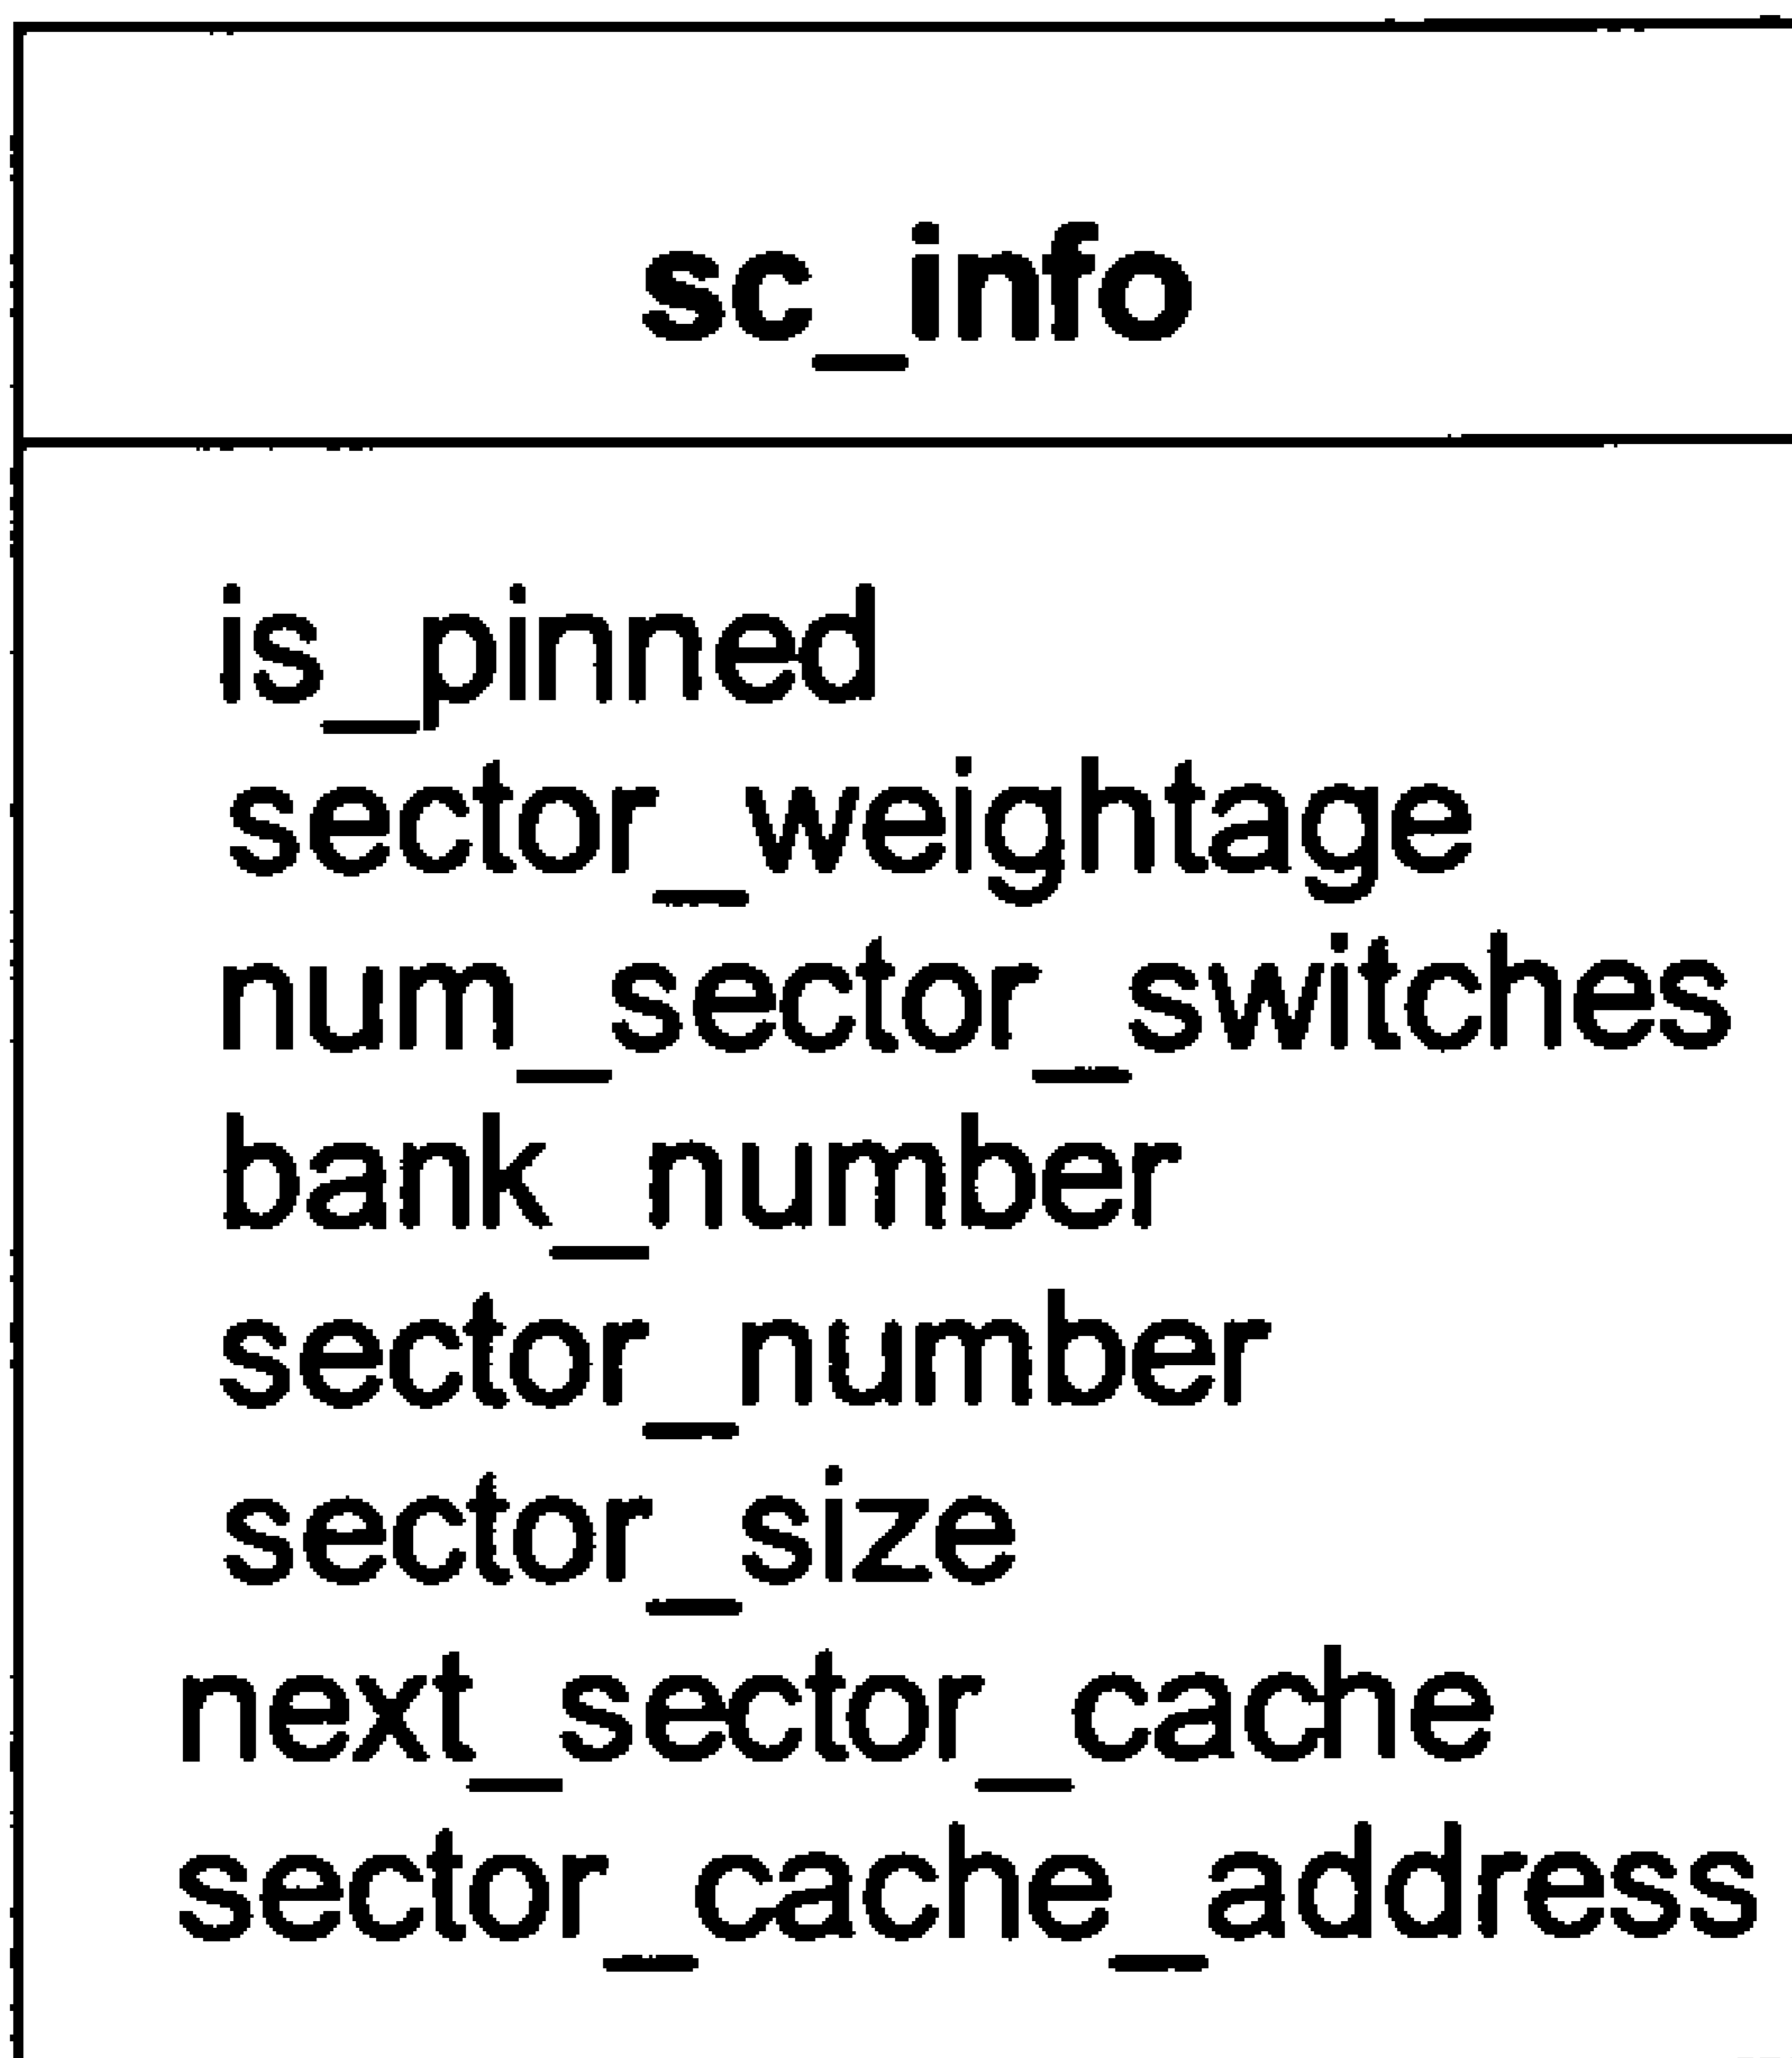 sc_info
is_pinned
sector_weightage
num_sector_switches
bank_number
sector_number
sector_size
next_sector_cache
sector_cache_address